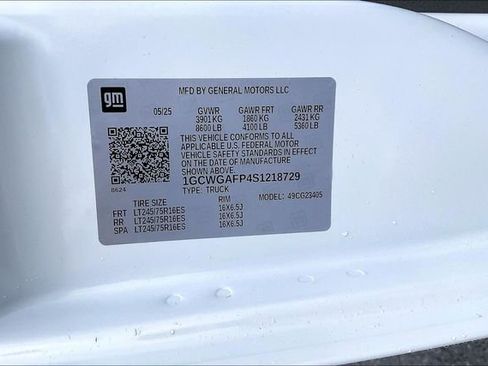 MFD BY GENERAL MOTORS LLC
gm
05/25 GVWR GAWR FRT GAWR RR
3901 KG 1860 KG 2431 KG
8600 LB 4100 LB 5360 LB
THIS VEHICLE CONFORMS TO ALL
APPLICABLE U.S. FEDERAL MOTOR
VEHICLE SAFETY STANDARDS IN EFFECT
ON THE DATE OF MANUFACTURE
SHOWN ABOVE.
8624
1GCWGAFP4S1218729
TYPE: TRUCK MODEL: 49CG23405
TIRE SIZE RIM
FRT LT245/75R16ES 16X6.5J
RR LT245/75R16ES 16X6.5J
SPA LT245/75R16ES 16X6.5J